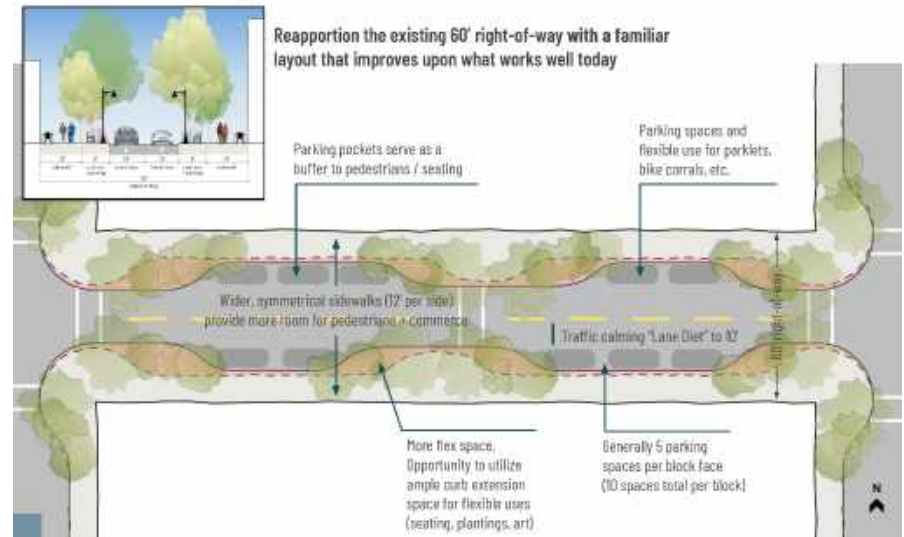 Reapportion the existing 60' right-of-way with a familiar
layout that improves upon what works well today
Parking pockets serve as a
buffer to pedestrians / seating
Parking spaces and
flexible use for parklets,
bike corrals, etc.
Wider, symmetrical sidewalks (12' per side)
provide more room for pedestrians + commerce
Traffic calming "Lane Diet" to 10'
60' right-of-way
More flex space.
Opportunity to utilize
ample curb extension
space for flexible uses
(seating, plantings, art)
Generally 5 parking
spaces per block face
(10 spaces total per block)
N